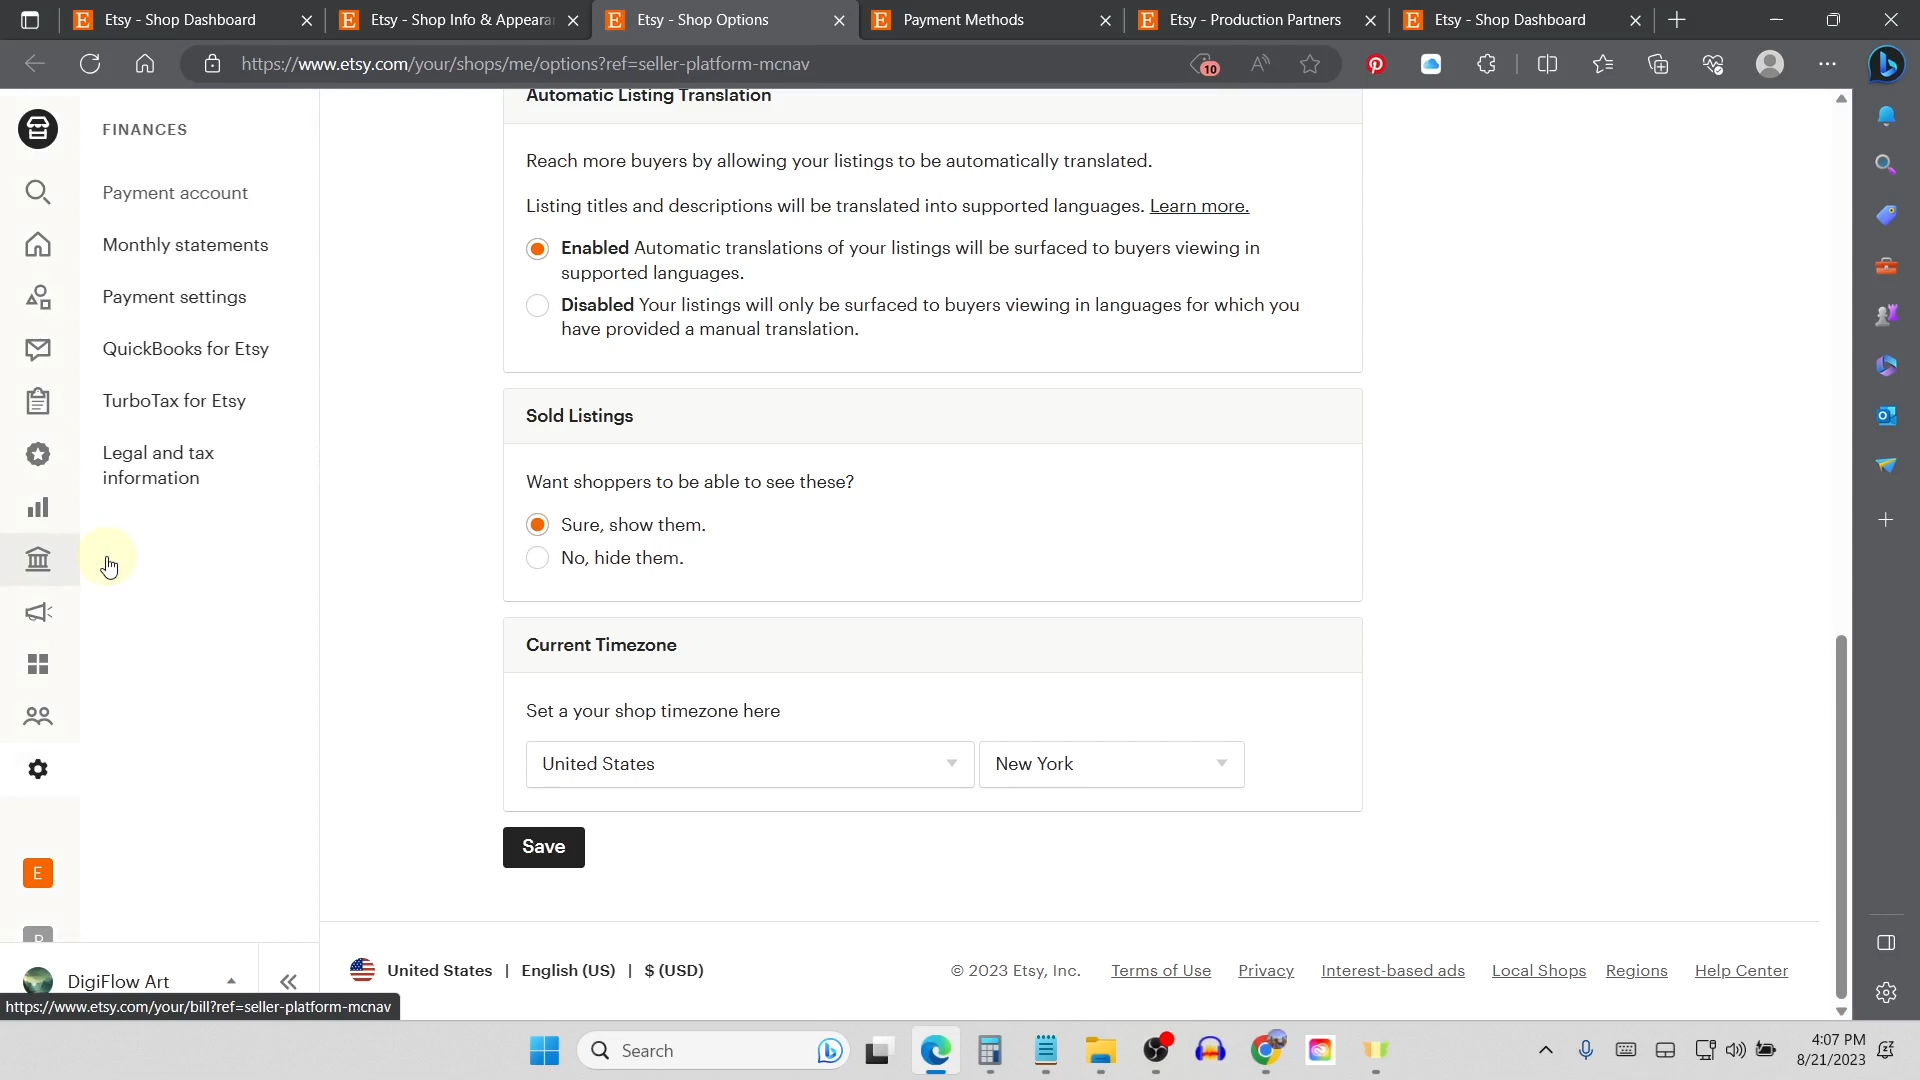 Etsy - Shop Dashboard
Etsy - Shop Info & Appearan
Etsy - Shop Options
Payment Methods
Etsy - Production Partners
Etsy - Shop Dashboard
https://www.etsy.com/your/shops/me/options?ref=seller-platform-mcnav
10
FINANCES
Payment account
Monthly statements
Payment settings
QuickBooks for Etsy
TurboTax for Etsy
Legal and tax
information
Automatic Listing Translation
Reach more buyers by allowing your listings to be automatically translated.
Listing titles and descriptions will be translated into supported languages. Learn more.
Enabled Automatic translations of your listings will be surfaced to buyers viewing in
supported languages.
Disabled Your listings will only be surfaced to buyers viewing in languages for which you
have provided a manual translation.
Sold Listings
Want shoppers to be able to see these?
Sure, show them.
No, hide them.
Current Timezone
Set a your shop timezone here
United States
New York
Save
E
DigiFlow Art
United States | English (US) | $ (USD)
© 2023 Etsy, Inc.
Terms of Use
Privacy
Interest-based ads
Local Shops
Regions
Help Center
https://www.etsy.com/your/bill?ref=seller-platform-mcnav
Search
4:07 PM
8/21/2023